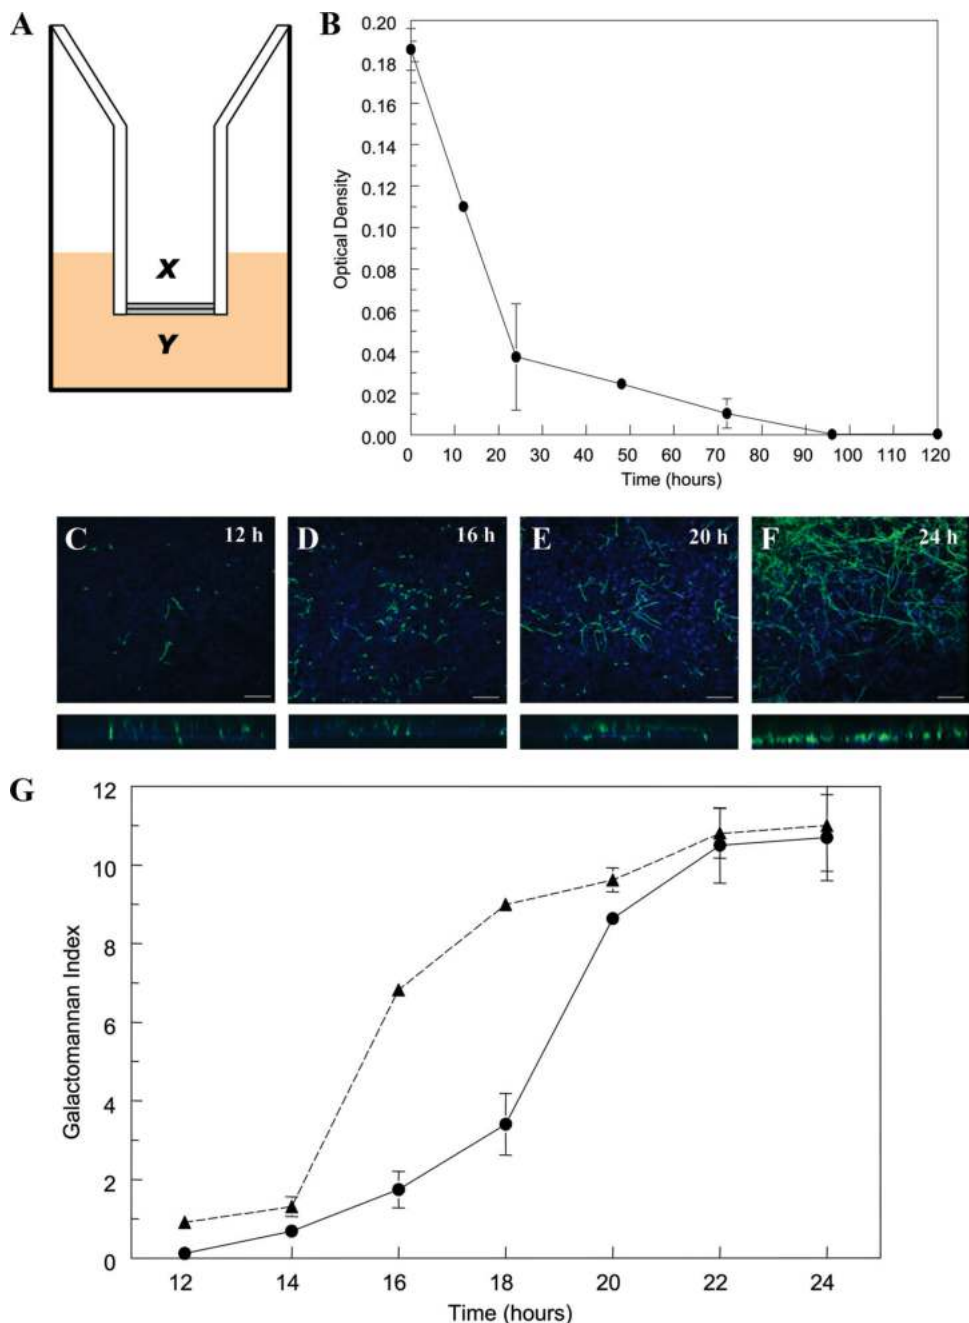 A
X
Y
B
Optical Density
0.20
0.18
0.16
0.14
0.12
0.10
0.08
0.06
0.04
0.02
0.00
0 10 20 30 40 50 60 70 80 90 100 110 120
Time (hours)
C 12 h
D 16 h
E 20 h
F 24 h
G
Galactomannan Index
12
10
8
6
4
2
0
12 14 16 18 20 22 24
Time (hours)